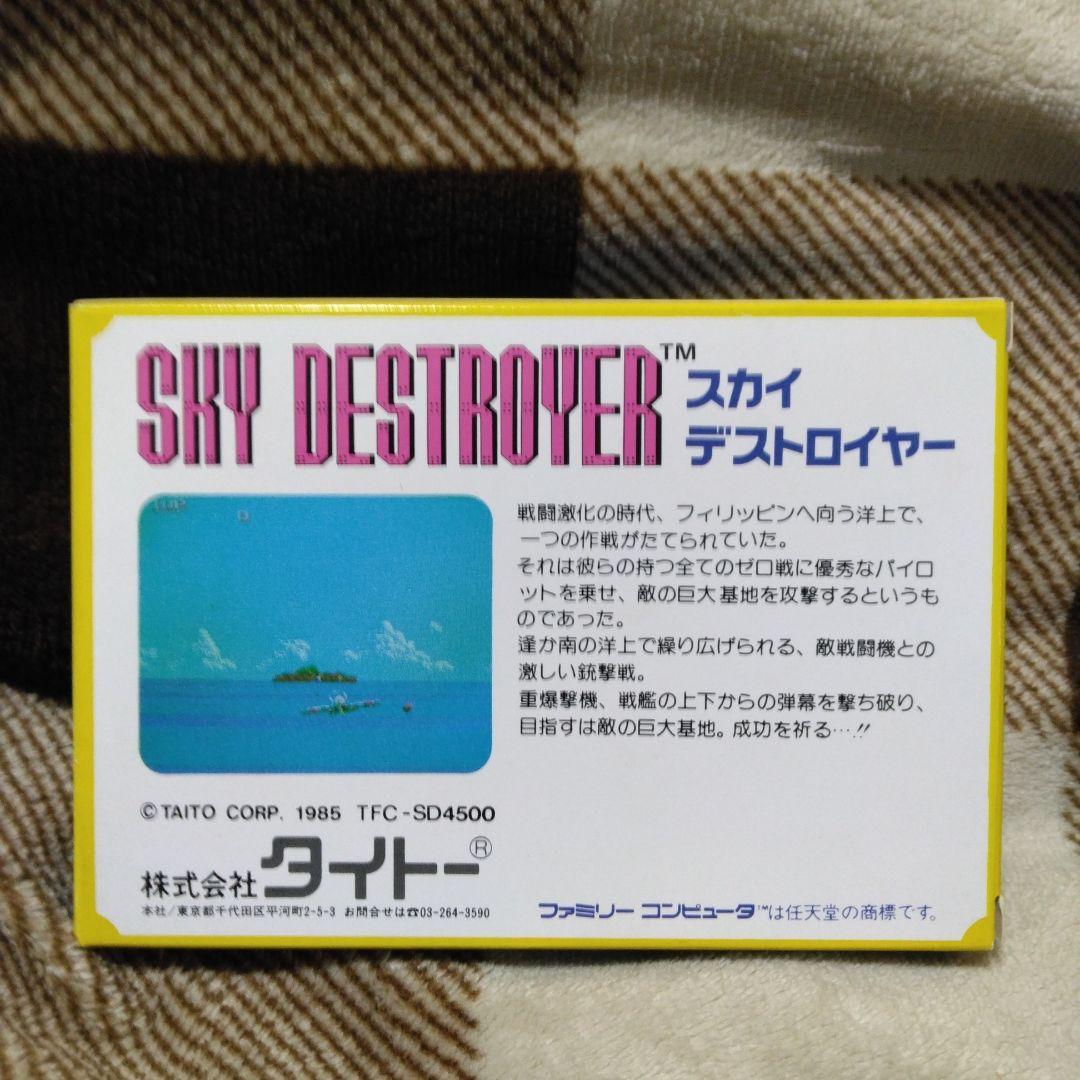 SKY DESTROYER™
スカイ
デストロイヤー
戦闘激化の時代、フィリッピンへ向う洋上で、
一つの作戦がたてられていた。
それは彼らの持つ全てのゼロ戦に優秀なパイロ
ットを乗せ、敵の巨大基地を攻撃するというも
のであった。
逢か南の洋上で繰り広げられる、敵戦闘機との
激しい銃撃戦。
重爆撃機、戦艦の上下からの弾幕を撃ち破り、
目指すは敵の巨大基地。成功を祈る…!!
©TAITO CORP. 1985 TFC-SD4500
株式会社タイトー®
本社/東京都千代田区平河町2-5-3 お問合せは☎03-264-3590
ファミリー コンピュータ™は任天堂の商標です。